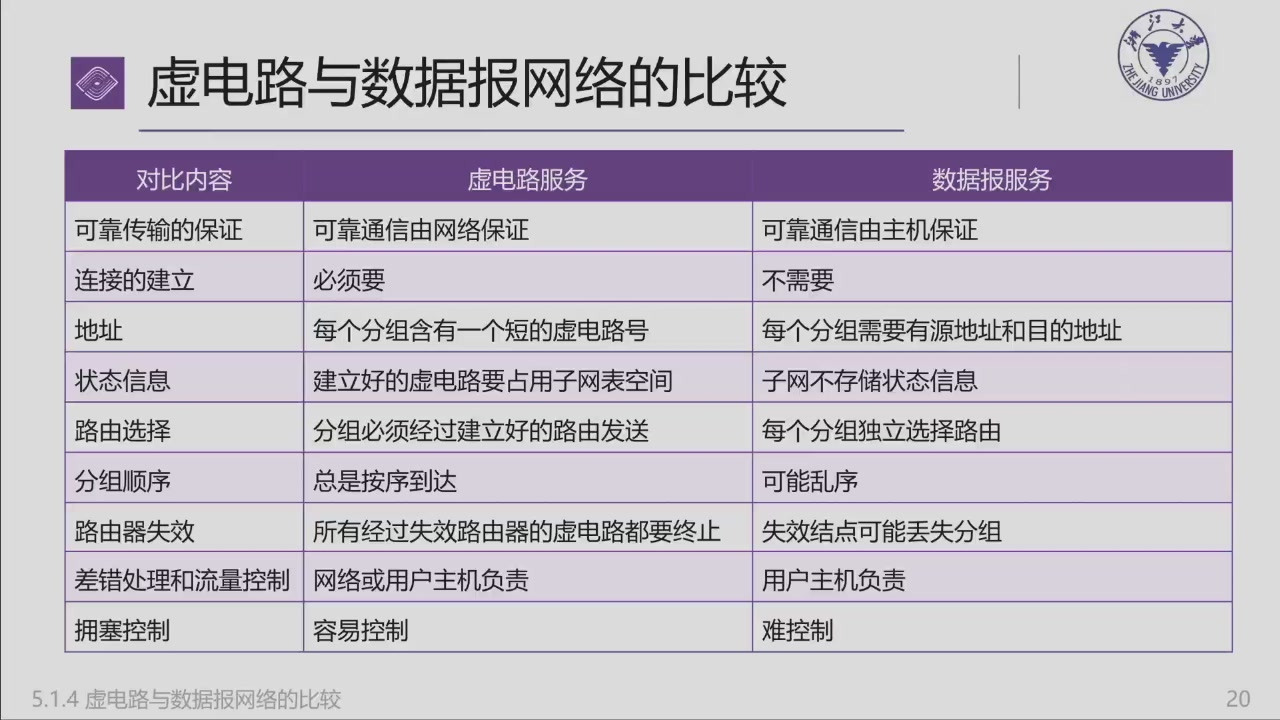 浙江大学
ZHEJIANG UNIVERSITY
1897
虚电路与数据报网络的比较
对比内容 虚电路服务 数据报服务
可靠传输的保证 可靠通信由网络保证 可靠通信由主机保证
连接的建立 必须要 不需要
地址 每个分组含有一个短的虚电路号 每个分组需要有源地址和目的地址
状态信息 建立好的虚电路要占用子网表空间 子网不存储状态信息
路由选择 分组必须经过建立好的路由发送 每个分组独立选择路由
分组顺序 总是按序到达 可能乱序
路由器失效 所有经过失效路由器的虚电路都要终止 失效结点可能丢失分组
差错处理和流量控制 网络或用户主机负责 用户主机负责
拥塞控制 容易控制 难控制
5.1.4 虚电路与数据报网络的比较 20